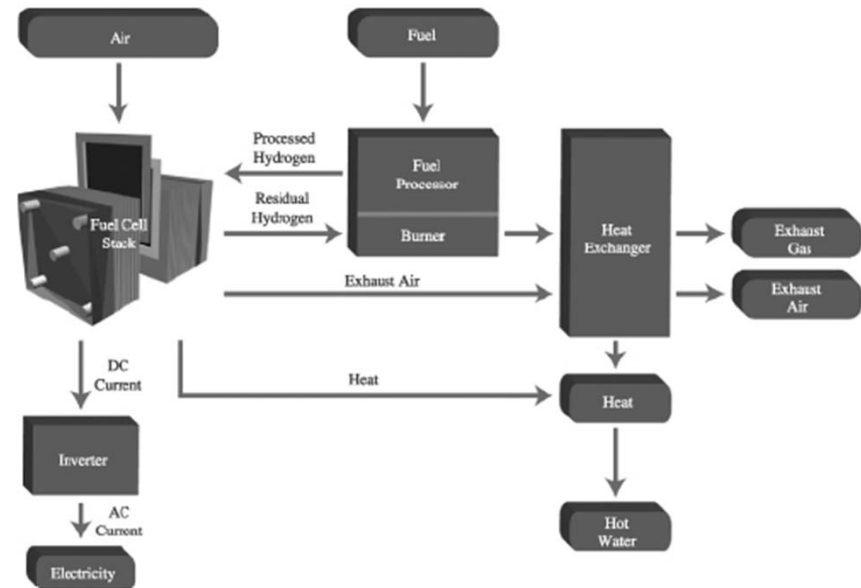 Air
Fuel
Processed
Hydrogen
Fuel
Processor
Residual
Hydrogen
Burner
Fuel Cell
Stack
Heat
Exchanger
Exhaust
Gas
Exhaust Air
Exhaust
Air
DC
Current
Heat
Heat
Inverter
AC
Current
Hot
Water
Electricity